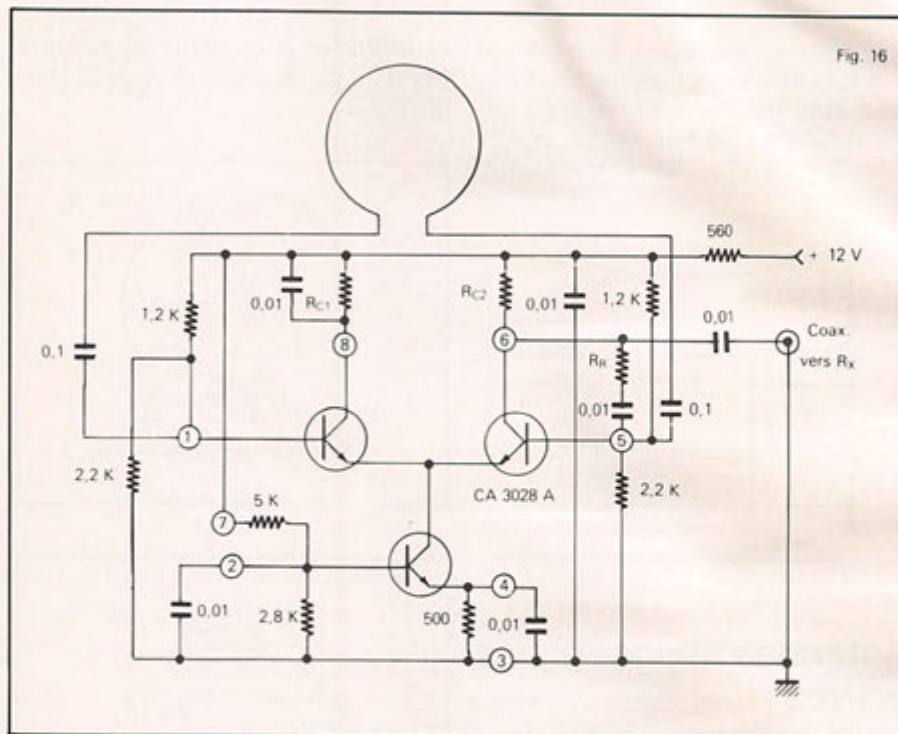 Fig. 16
560
+ 12 V
0,01
R_C1
R_C2
0,01
1,2 K
1,2 K
0,01
Coax.
vers R_X
0,1
8
6
R_R
0,01
0,1
1
5
2,2 K
CA 3028 A
2,2 K
5 K
7
2
4
0,01
2,8 K
500
0,01
3